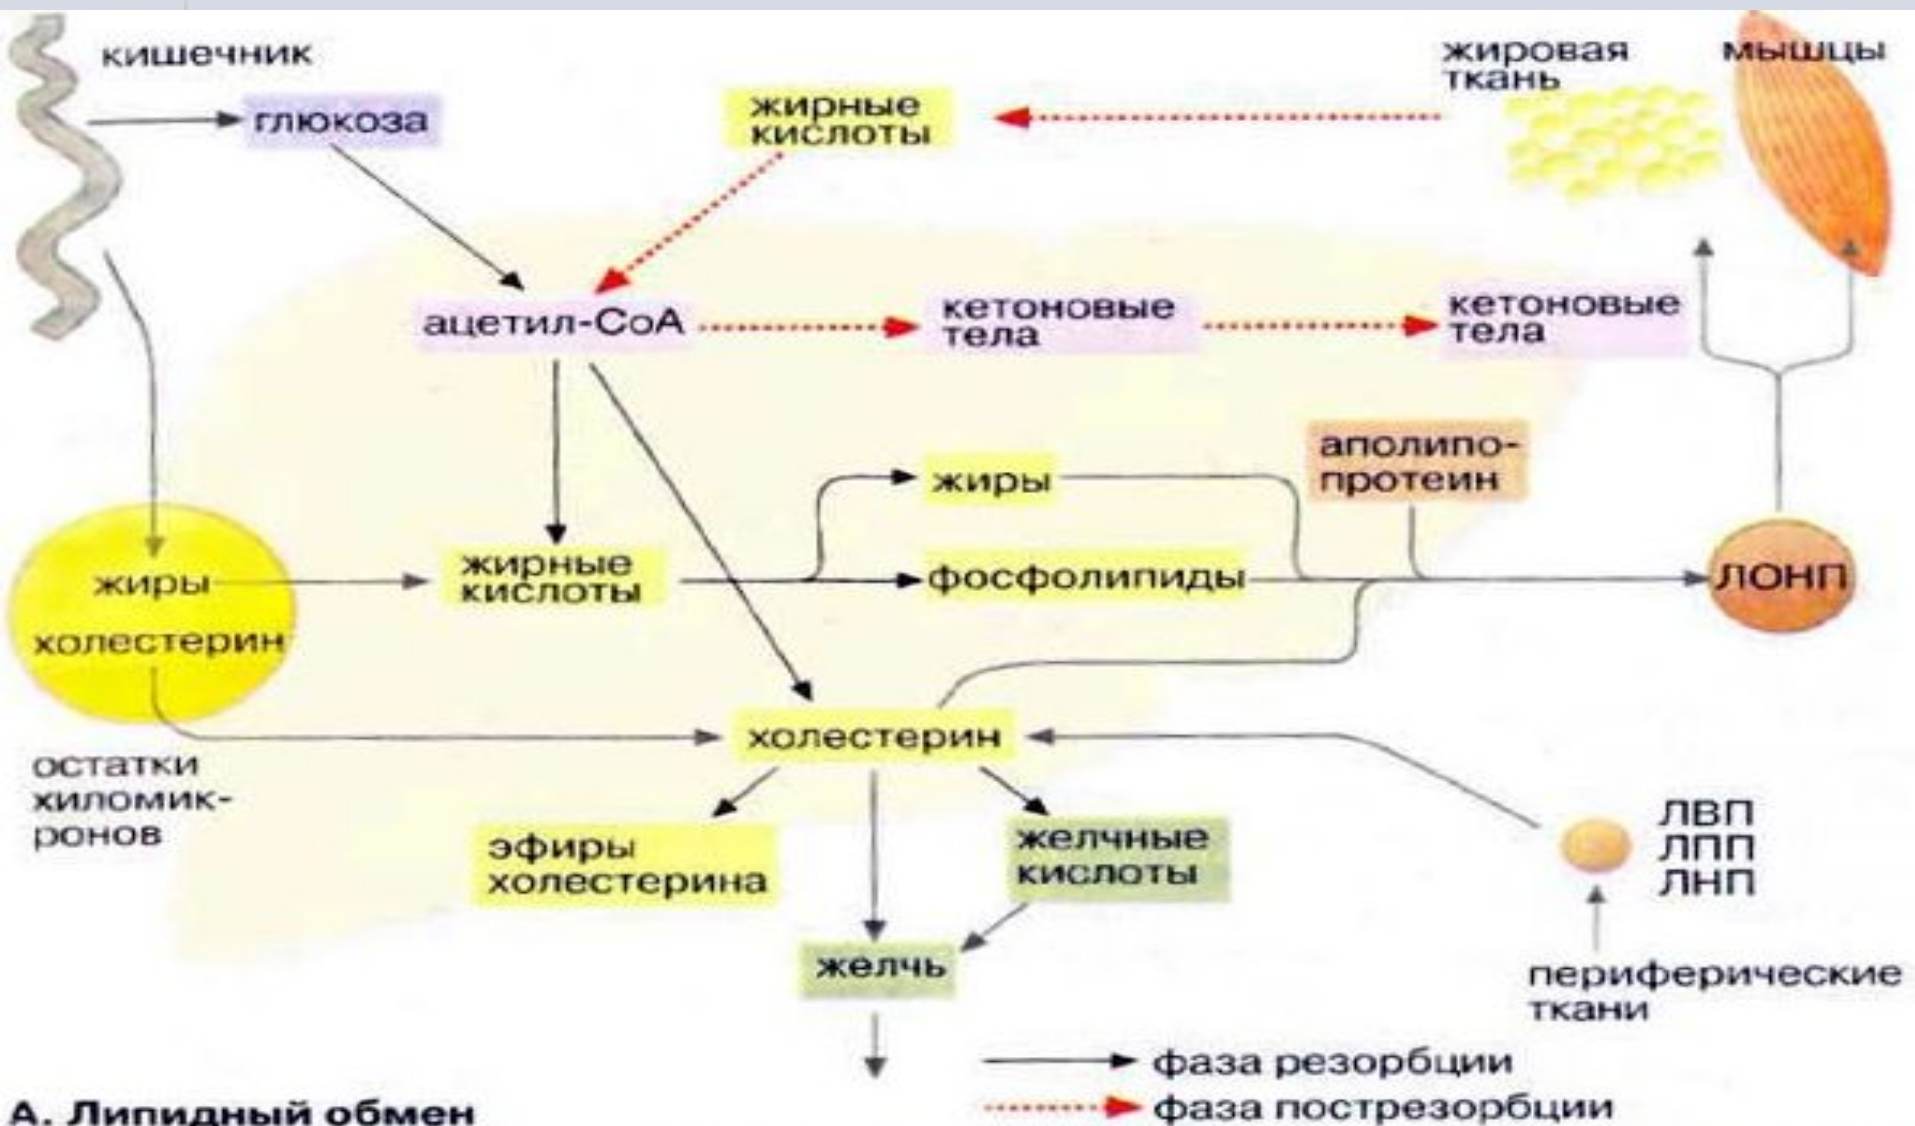 кишечник
глюкоза
жирные
кислоты
жировая
ткань
мышцы
ацетил-СоА
кетоновые
тела
кетоновые
тела
жиры
аполипо-
протеин
жиры
холестерин
жирные
кислоты
фосфолипиды
ЛОНП
остатки
хиломик-
ронов
холестерин
эфиры
холестерина
желчные
кислоты
ЛВП
ЛПП
ЛНП
желчь
периферические
ткани
фаза резорбции
фаза пострезорбции
А. Липидный обмен